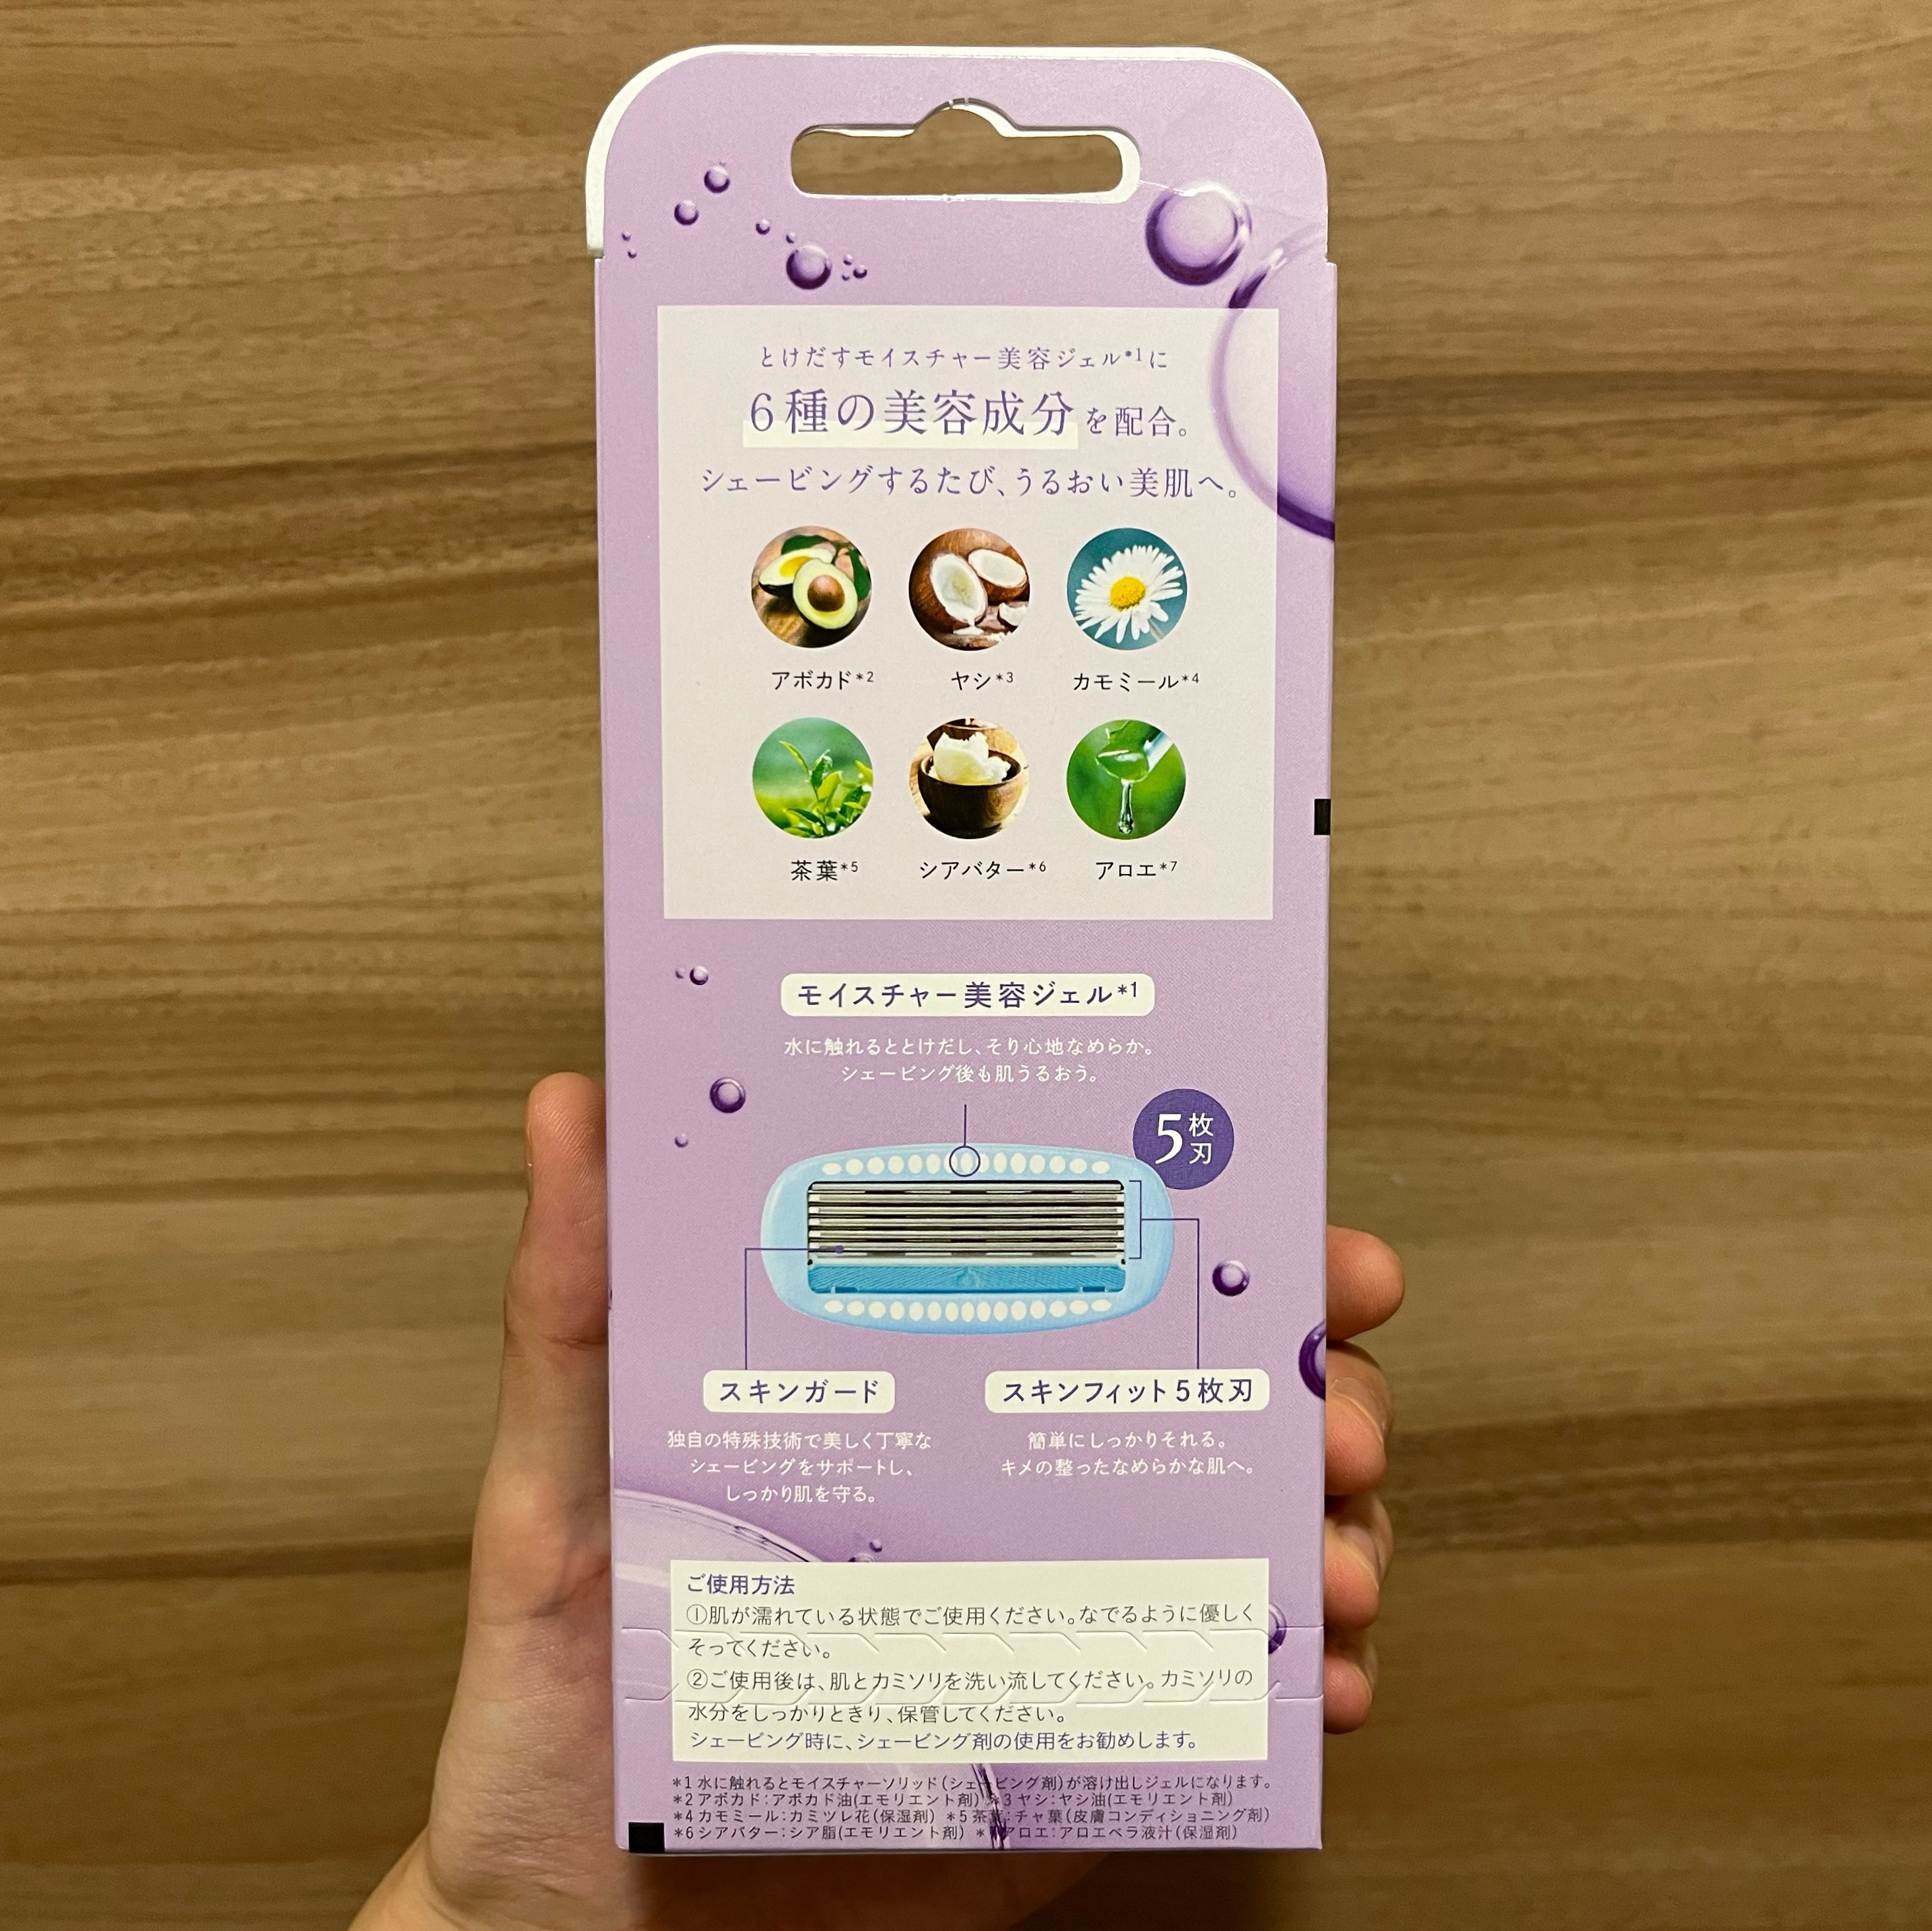 とけだすモイスチャー美容ジェル*1に
6種の美容成分を配合。
シェービングするたび、うるおい美肌へ。
アボカド*2 ヤシ*3 カモミール*4
茶葉*5 シアバター*6 アロエ*7
モイスチャー美容ジェル*1
水に触れるととけだし、そり心地なめらか。
シェービング後も肌うるおう。
5枚刃
スキンガード
独自の特殊技術で美しく丁寧な
シェービングをサポートし、
しっかり肌を守る。
スキンフィット5枚刃
簡単にしっかりそれる。
キメの整ったなめらかな肌へ。
ご使用方法
①肌が濡れている状態でご使用ください。なでるように優しく
そってください。
②ご使用後は、肌とカミソリを洗い流してください。カミソリの
水分をしっかりときり、保管してください。
シェービング時に、シェービング剤の使用をお勧めします。
*1 水に触れるとモイスチャーソリッド(シェービング剤)が溶け出しジェルになります。
*2 アボカド:アボカド油(エモリエント剤) *3 ヤシ:ヤシ油(エモリエント剤)
*4 カモミール:カミツレ花(保湿剤) *5 茶葉:チャ葉(皮膚コンディショニング剤)
*6 シアバター:シア脂(エモリエント剤) *7 アロエ:アロエベラ液汁(保湿剤)